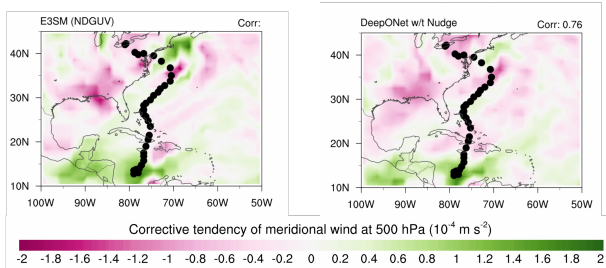 E3SM (NDGUV) Corr:
DeepONet w/t Nudge Corr: 0.76
40N
30N
20N
10N
100W 90W 80W 70W 60W 50W
40N
30N
20N
10N
100W 90W 80W 70W 60W 50W
Corrective tendency of meridional wind at 500 hPa (10⁻⁴ m s⁻²)
-2 -1.8 -1.6 -1.4 -1.2 -1 -0.8 -0.6 -0.4 -0.2 0 0.2 0.4 0.6 0.8 1 1.2 1.4 1.6 1.8 2